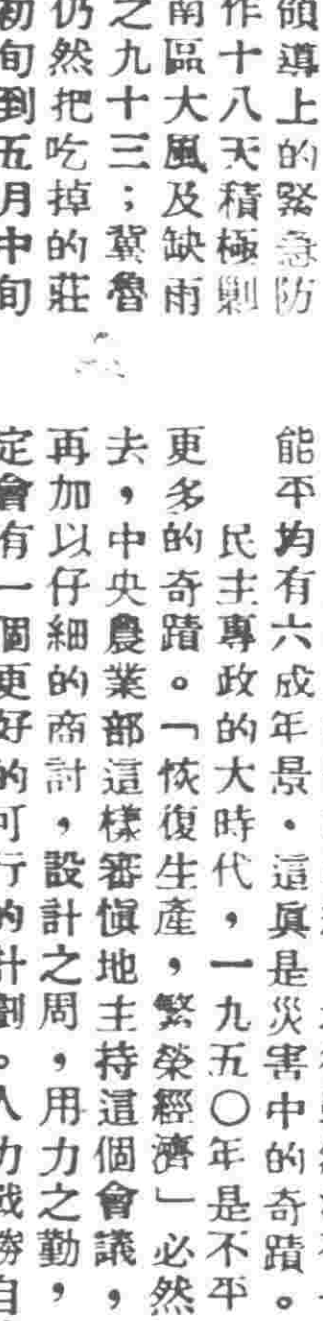 領導上的緊急防
作十八天積極剿
南區大風及缺雨
之九十三；冀魯
仍然把吃掉的莊
初旬到五月中旬
能平均有六成年景．這眞是災害中的奇蹟。
民主專政的大時代，一九五〇年是不平
更多的奇蹟。「恢復生產，繁榮經濟」必然
去，中央農業部這樣審愼地主持這個會議，
再加以仔細的商討，設計之周，用力之勤，
定會有一個更好的可行的計劃。人力戰勝自